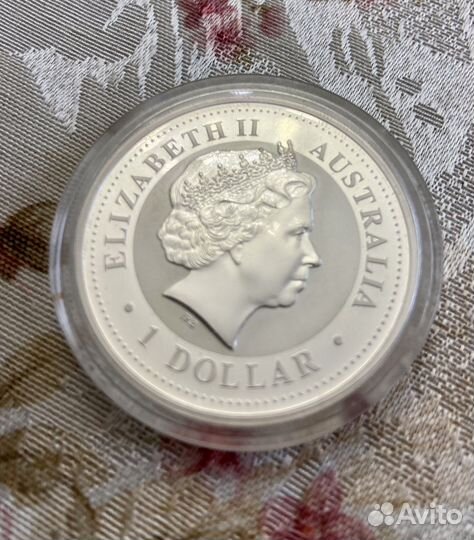 ELIZABETH II
AUSTRALIA
1 DOLLAR
Avito